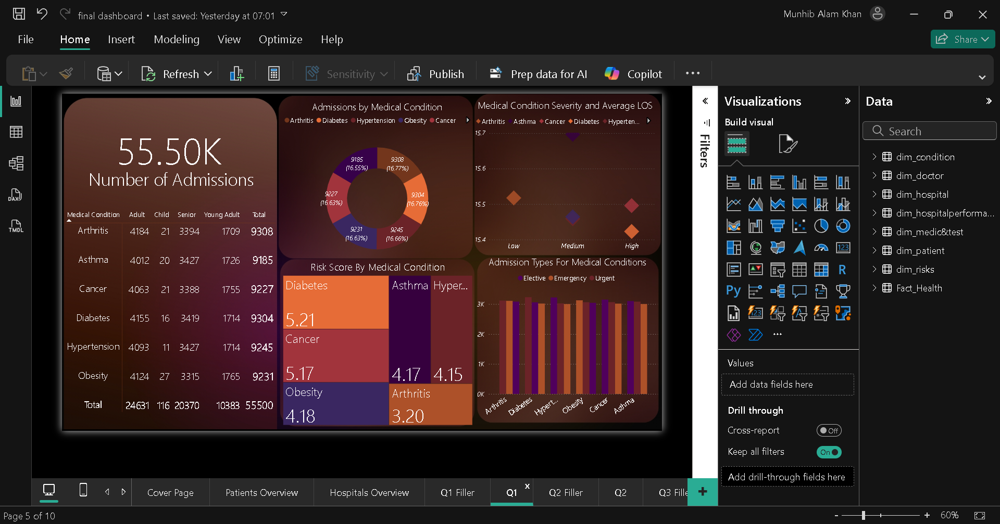 final dashboard • Last saved: Yesterday at 07:01
Munhib Alam Khan
File
Home
Insert
Modeling
View
Optimize
Help
Share
Refresh
Sensitivity
Publish
Prep data for AI
Copilot
DAX
TMDL
55.50K
Number of Admissions
Medical Condition Adult Child Senior Young Adult Total
Arthritis 4184 21 3394 1709 9308
Asthma 4012 20 3427 1726 9185
Cancer 4063 21 3388 1755 9227
Diabetes 4155 16 3419 1714 9304
Hypertension 4093 11 3427 1714 9245
Obesity 4124 27 3315 1765 9231
Total 24631 116 20370 10383 55500
Admissions by Medical Condition
Arthritis Diabetes Hypertension Obesity Cancer
9185
(16.55%)
9308
(16.77%)
9227
(16.63%)
9304
(16.76%)
9231
(16.63%)
9245
(16.66%)
Medical Condition Severity and Average LOS
Arthritis Asthma Cancer Diabetes Hyperten...
15.7
15.6
15.5
15.4
Low Medium High
Risk Score By Medical Condition
Diabetes
5.21
Cancer
5.17
Obesity
4.18
Asthma
4.17
Hyper...
4.15
Arthritis
3.20
Admission Types For Medical Conditions
Elective Emergency Urgent
3K
2K
1K
0K
Arthritis
Diabetes
Hypert...
Obesity
Cancer
Asthma
Filters
Visualizations
Build visual
123
R
Py
123
Values
Add data fields here
Drill through
Cross-report
Off
Keep all filters
On
Add drill-through fields here
Data
Search
dim_condition
dim_doctor
dim_hospital
dim_hospitalperforma...
dim_medic&test
dim_patient
dim_risks
Fact_Health
Cover Page
Patients Overview
Hospitals Overview
Q1 Filler
Q1
Q2 Filler
Q2
Q3 Fille
Page 5 of 10
60%